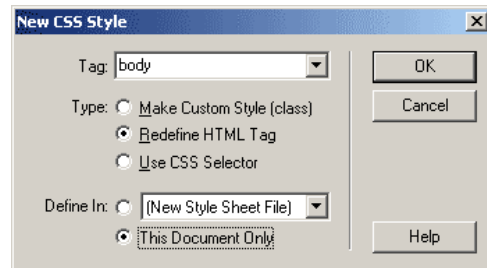 New CSS Style
Tag: body
OK
Type: Make Custom Style (class)
Cancel
Redefine HTML Tag
Use CSS Selector
Define In: (New Style Sheet File)
This Document Only
Help